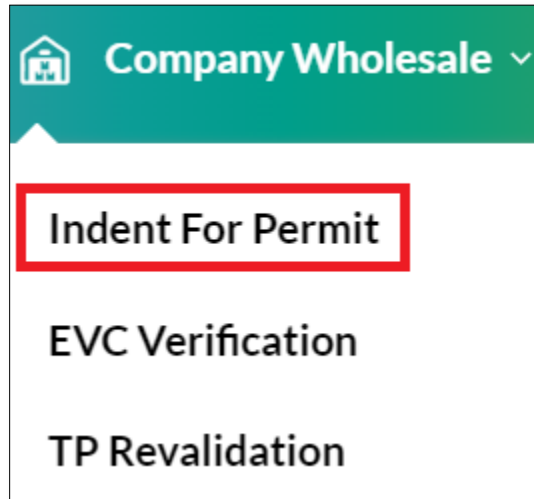 Company Wholesale
Indent For Permit
EVC Verification
TP Revalidation